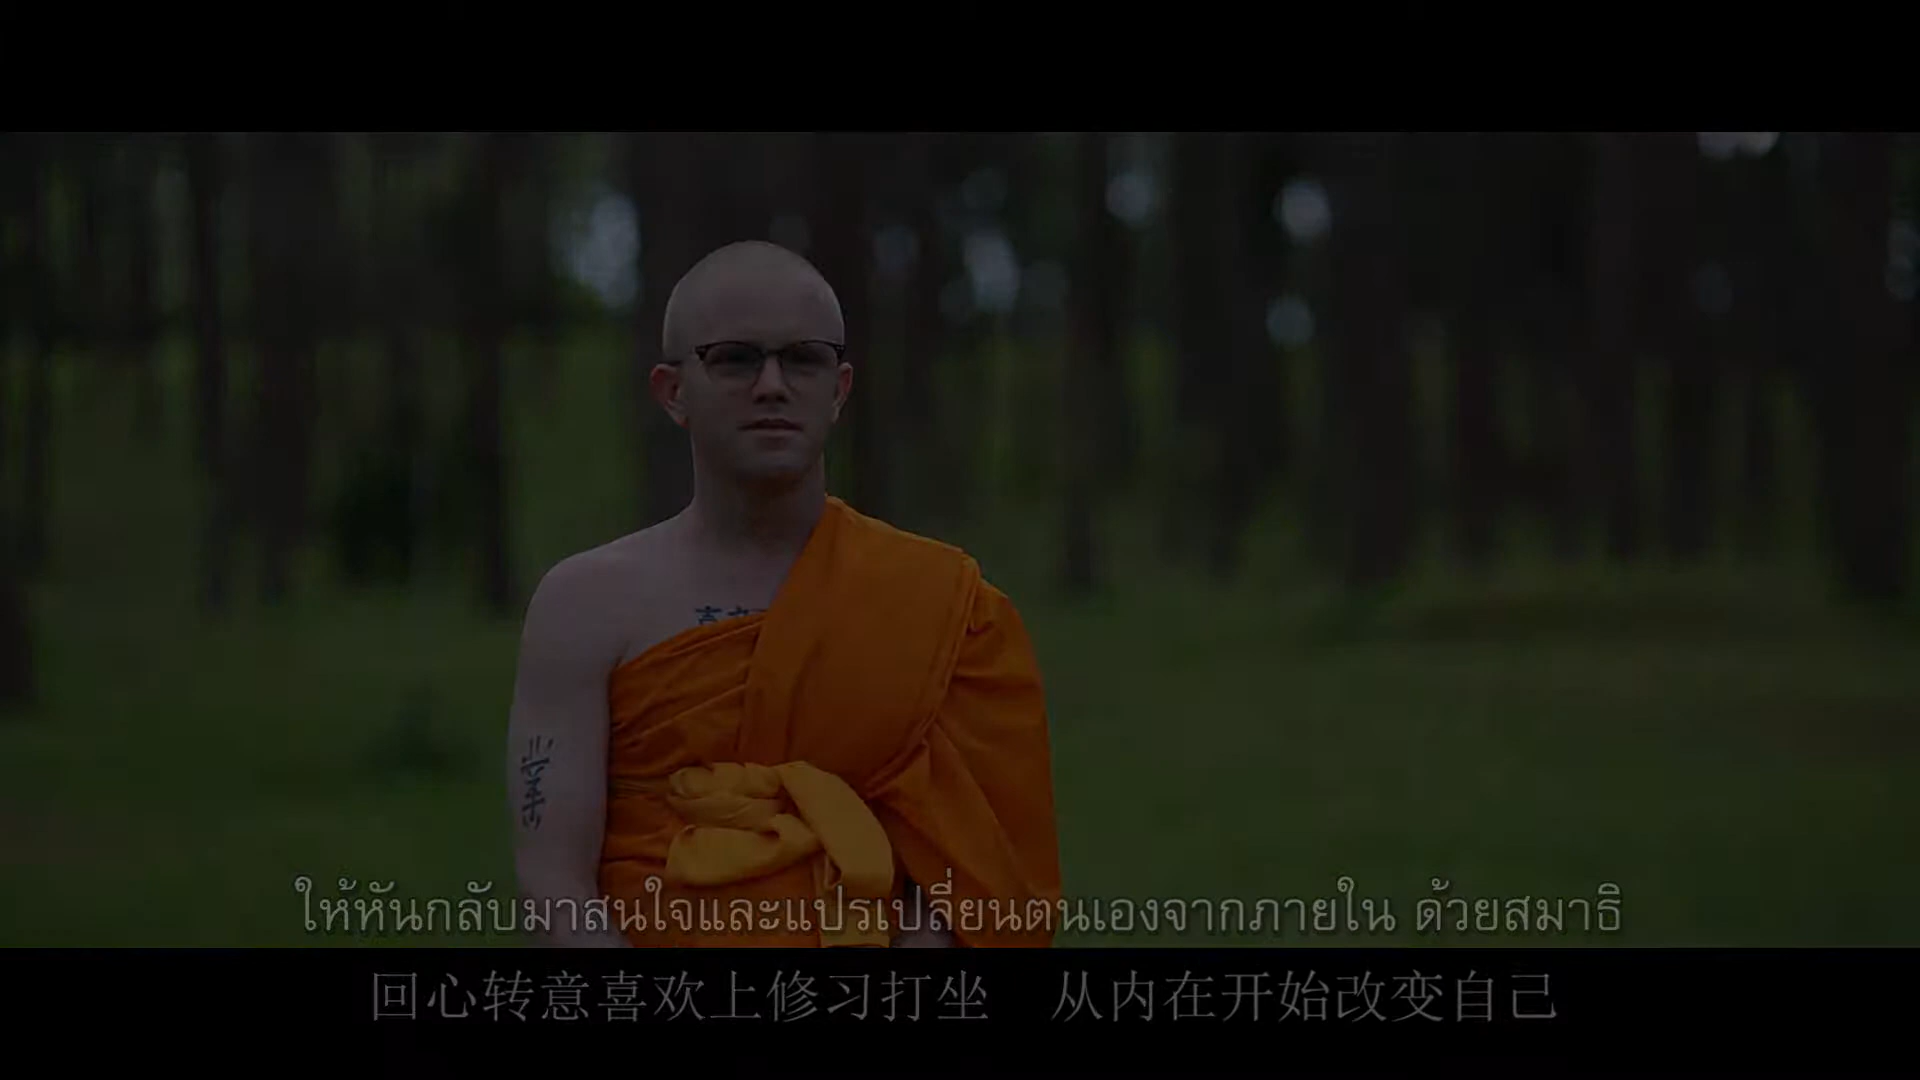 ให้หันกลับมาสนใจและแปรเปลี่ยนตนเองจากภายใน ด้วยสมาธิ
回心转意喜欢上修习打坐　从内在开始改变自己